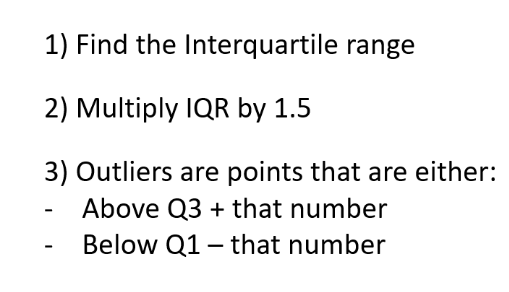 1) Find the Interquartile range
2) Multiply IQR by 1.5
3) Outliers are points that are either:
- Above Q3 + that number
- Below Q1 – that number